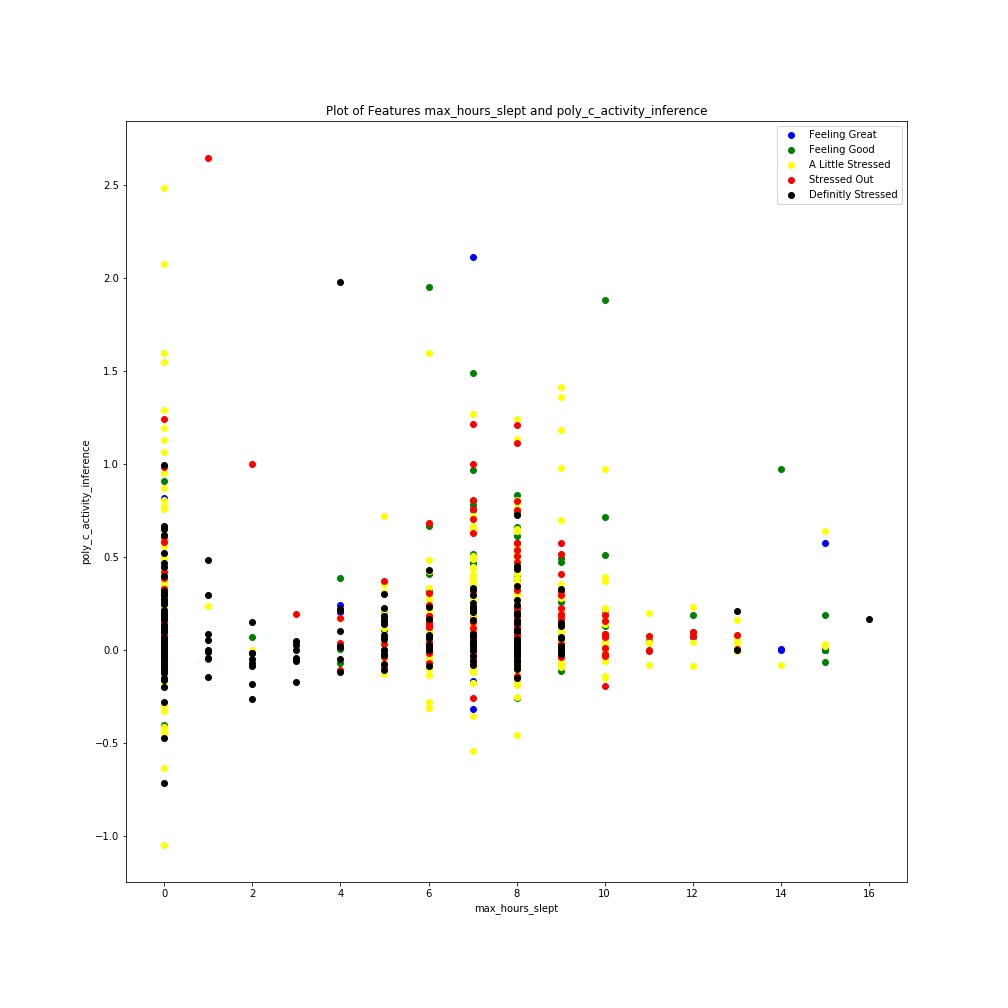 Plot of Features max_hours_slept and poly_c_activity_inference
Feeling Great
Feeling Good
A Little Stressed
Stressed Out
Definitly Stressed
poly_c_activity_inference
2.5
2.0
1.5
1.0
0.5
0.0
−0.5
−1.0
0 2 4 6 8 10 12 14 16
max_hours_slept